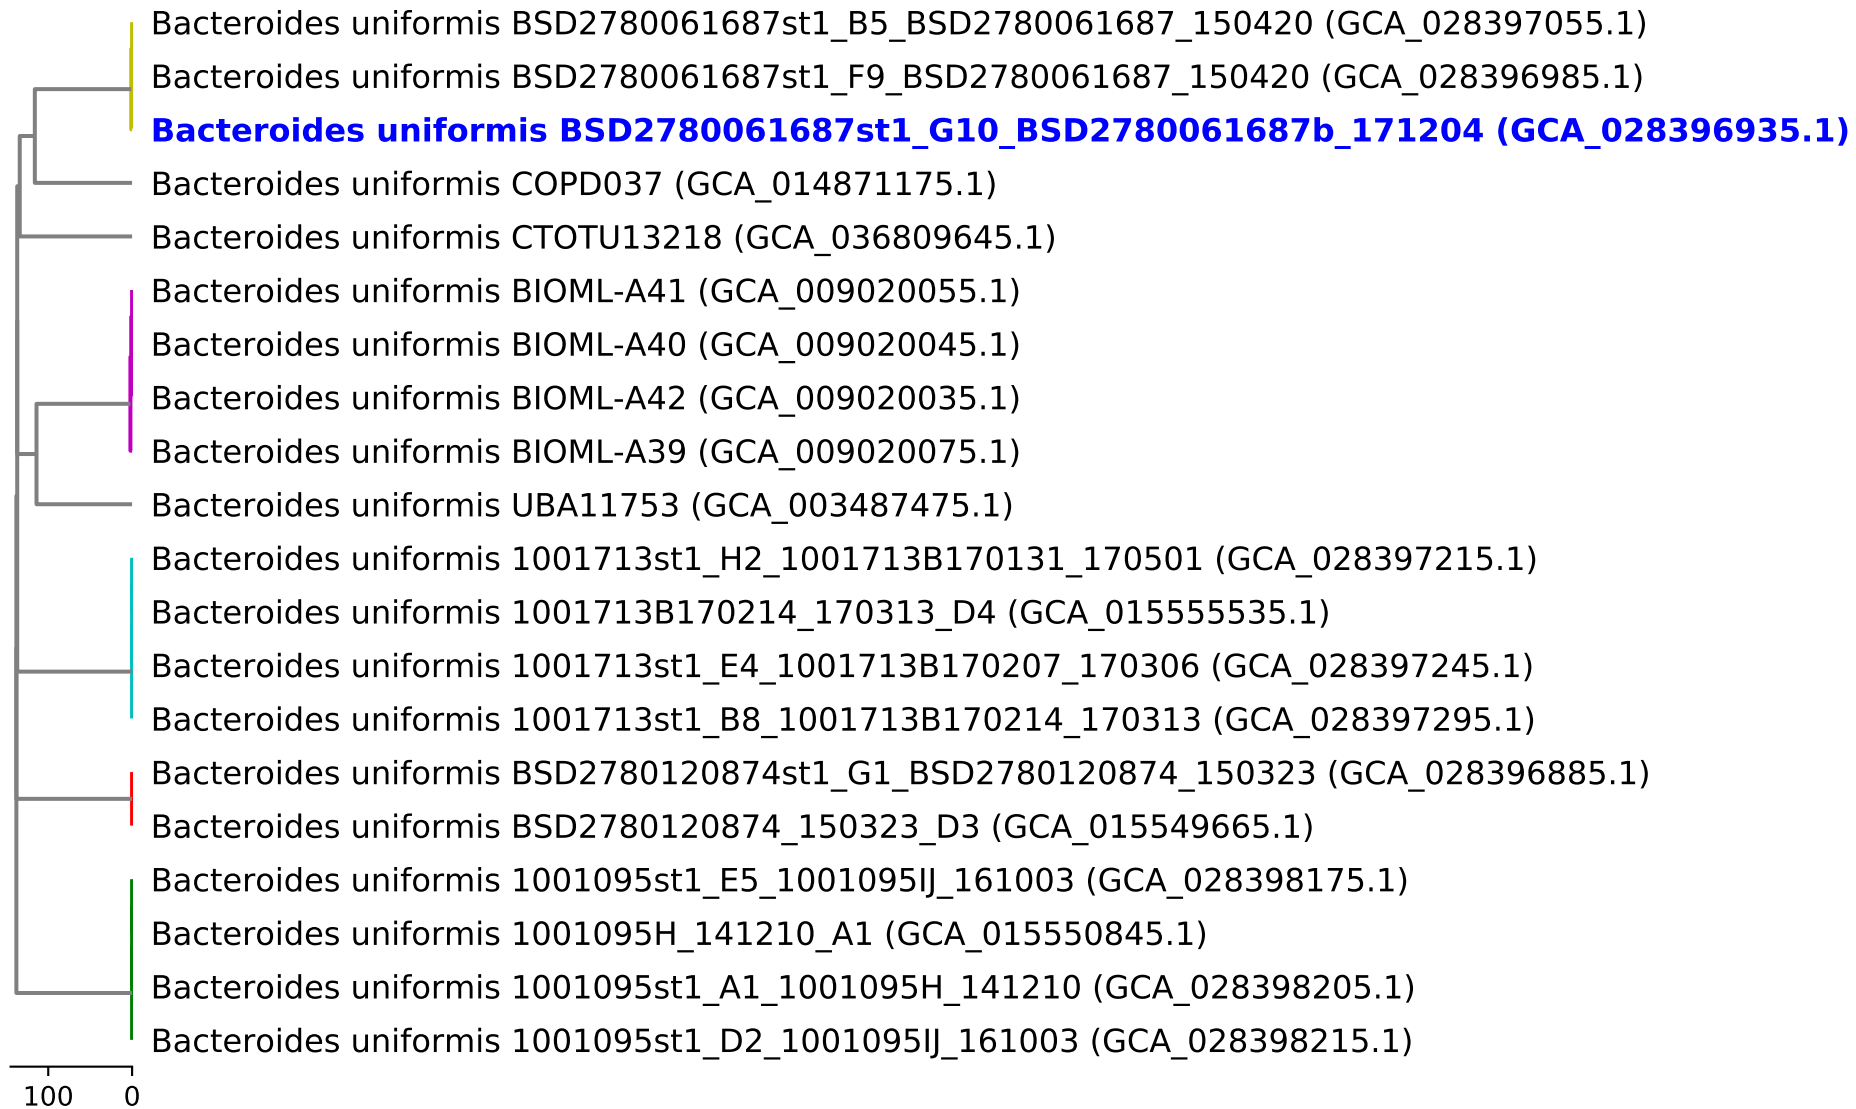 Bacteroides uniformis BSD2780061687st1_B5_BSD2780061687_150420 (GCA_028397055.1)
Bacteroides uniformis BSD2780061687st1_F9_BSD2780061687_150420 (GCA_028396985.1)
Bacteroides uniformis BSD2780061687st1_G10_BSD2780061687b_171204 (GCA_028396935.1)
Bacteroides uniformis COPD037 (GCA_014871175.1)
Bacteroides uniformis CTOTU13218 (GCA_036809645.1)
Bacteroides uniformis BIOML-A41 (GCA_009020055.1)
Bacteroides uniformis BIOML-A40 (GCA_009020045.1)
Bacteroides uniformis BIOML-A42 (GCA_009020035.1)
Bacteroides uniformis BIOML-A39 (GCA_009020075.1)
Bacteroides uniformis UBA11753 (GCA_003487475.1)
Bacteroides uniformis 1001713st1_H2_1001713B170131_170501 (GCA_028397215.1)
Bacteroides uniformis 1001713B170214_170313_D4 (GCA_015555535.1)
Bacteroides uniformis 1001713st1_E4_1001713B170207_170306 (GCA_028397245.1)
Bacteroides uniformis 1001713st1_B8_1001713B170214_170313 (GCA_028397295.1)
Bacteroides uniformis BSD2780120874st1_G1_BSD2780120874_150323 (GCA_028396885.1)
Bacteroides uniformis BSD2780120874_150323_D3 (GCA_015549665.1)
Bacteroides uniformis 1001095st1_E5_1001095IJ_161003 (GCA_028398175.1)
Bacteroides uniformis 1001095H_141210_A1 (GCA_015550845.1)
Bacteroides uniformis 1001095st1_A1_1001095H_141210 (GCA_028398205.1)
Bacteroides uniformis 1001095st1_D2_1001095IJ_161003 (GCA_028398215.1)
100 0